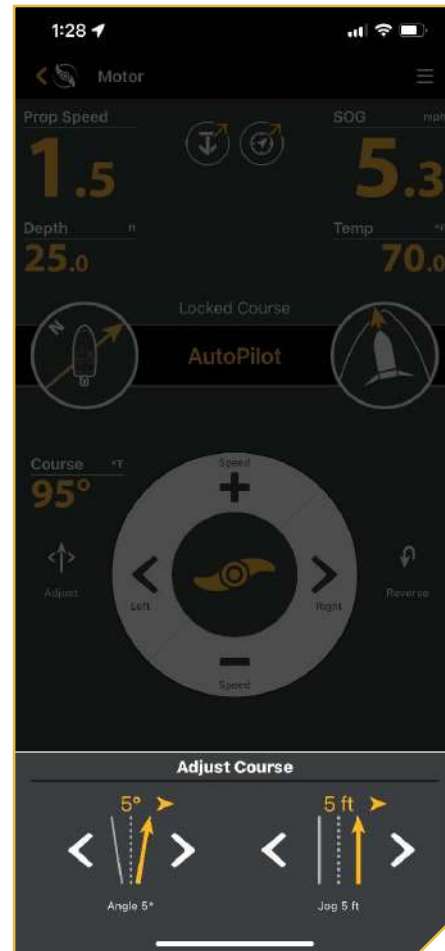 1:28
Motor
Prop Speed
SOG mph
1.5
5.3
Depth ft
Temp °F
25.0
70.0
Locked Course
N
AutoPilot
Course °T
95°
Speed
Adjust
Left
Right
Reverse
Speed
Adjust Course
5°
5 ft
Angle 5°
Jog 5 ft